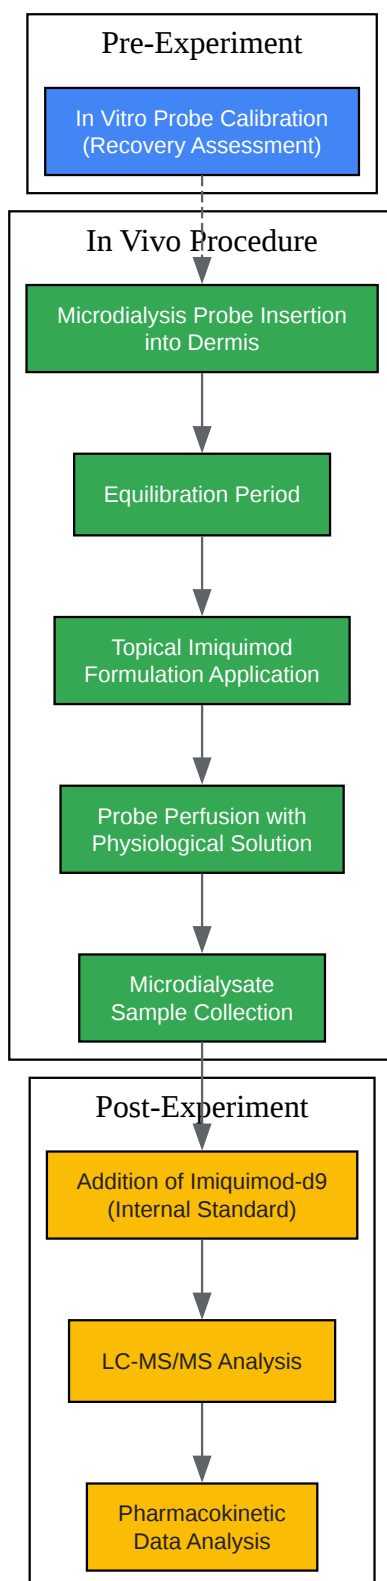 Pre-Experiment
In Vitro Probe Calibration
(Recovery Assessment)
In Vivo Procedure
Microdialysis Probe Insertion
into Dermis
Equilibration Period
Topical Imiquimod
Formulation Application
Probe Perfusion with
Physiological Solution
Microdialysate
Sample Collection
Post-Experiment
Addition of Imiquimod-d9
(Internal Standard)
LC-MS/MS Analysis
Pharmacokinetic
Data Analysis